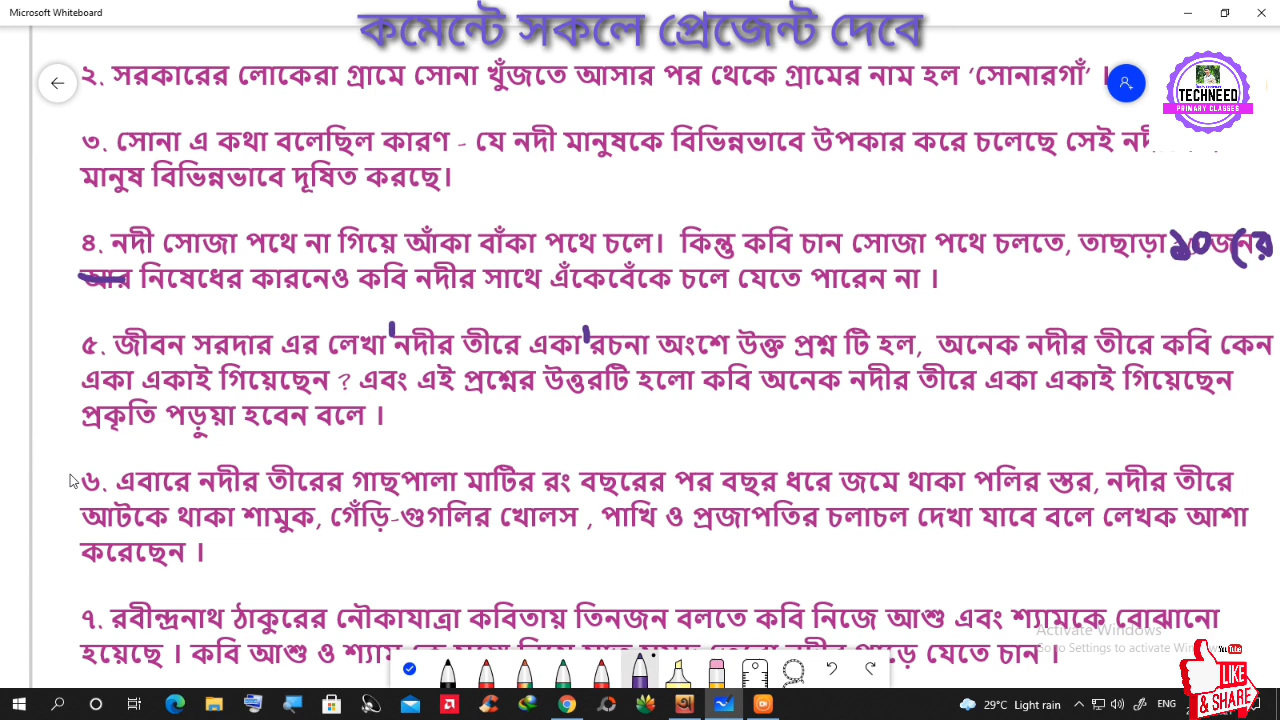 Microsoft Whiteboard
কমেন্টে সকলে প্রেজেন্ট দেবে
২. সরকারের লোকেরা গ্রামে সোনা খুঁজতে আসার পর থেকে গ্রামের নাম হল ‘সোনারগাঁ’ ।
TECHNEED
PRIMARY CLASSES
৩. সোনা এ কথা বলেছিল কারণ - যে নদী মানুষকে বিভিন্নভাবে উপকার করে চলেছে সেই
মানুষ বিভিন্নভাবে দূষিত করছে।
৪. নদী সোজা পথে না গিয়ে আঁকা বাঁকা পথে চলে। কিন্তু কবি চান সোজা পথে চলতে, তাছাড়া ১০ (ের
আর নিষেধের কারনেও কবি নদীর সাথে এঁকেবেঁকে চলে যেতে পারেন না ।
৫. জীবন সরদার এর লেখা'নদীর তীরে একা'রচনা অংশে উক্ত প্রশ্ন টি হল, অনেক নদীর তীরে কবি কেন
একা একাই গিয়েছেন ? এবং এই প্রশ্নের উত্তরটি হলো কবি অনেক নদীর তীরে একা একাই গিয়েছেন
প্রকৃতি পড়ুয়া হবেন বলে ।
৬. এবারে নদীর তীরের গাছপালা মাটির রং বছরের পর বছর ধরে জমে থাকা পলির স্তর, নদীর তীরে
আটকে থাকা শামুক, গেঁড়ি-গুগলির খোলস , পাখি ও প্রজাপতির চলাচল দেখা যাবে বলে লেখক আশা
করেছেন ।
৭. রবীন্দ্রনাথ ঠাকুরের নৌকাযাত্রা কবিতায় তিনজন বলতে কবি নিজে আশু এবং শ্যামকে বোঝানো
হয়েছে । কবি আশু ও শ্যাম যেতে চান ।
Activate Windows
Go to Settings to activate
YouTube
LIKE
& SHARE
29°C Light rain
ENG